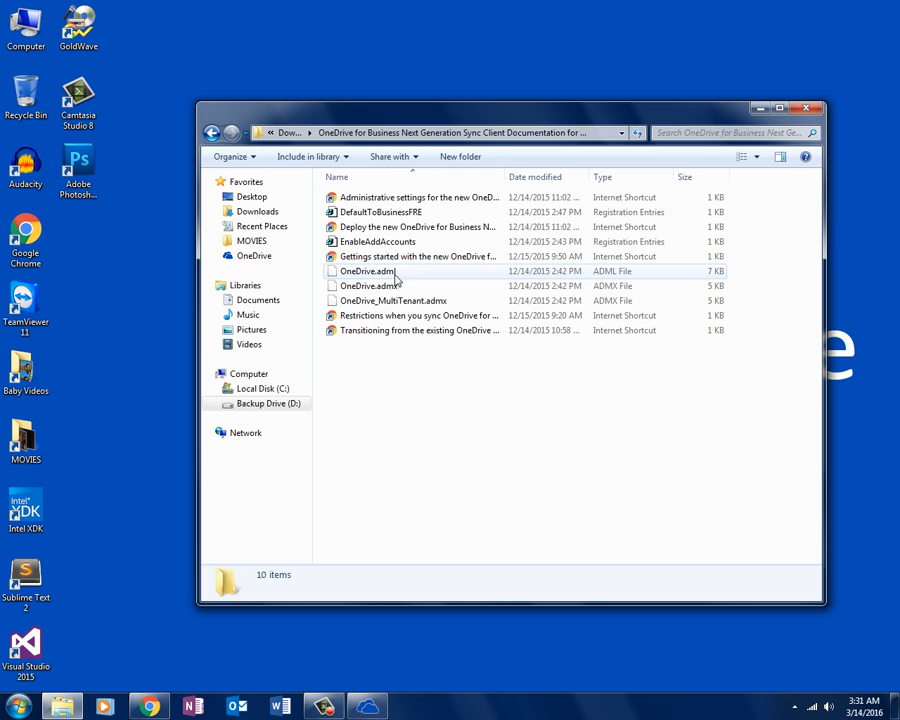 Computer
GoldWave
Recycle Bin
Camtasia
Studio 8
Audacity
Ps
Adobe
Photosh...
Google
Chrome
TeamViewer
11
Baby Videos
MOVIES
intel
XDK
Intel XDK
S
Sublime Text
2
Visual Studio
2015
e
« Dow... ▸ OneDrive for Business Next Generation Sync Client Documentation for ...
Search OneDrive for Business Next Ge...
Organize Include in library Share with New folder
Name Date modified Type Size
Favorites
Desktop
Downloads
Recent Places
MOVIES
OneDrive
Libraries
Documents
Music
Pictures
Videos
Computer
Local Disk (C:)
Backup Drive (D:)
Network
Administrative settings for the new OneD... 12/14/2015 11:02 ... Internet Shortcut 1 KB
DefaultToBusinessFRE 12/14/2015 2:47 PM Registration Entries 1 KB
Deploy the new OneDrive for Business N... 12/14/2015 11:02 ... Internet Shortcut 1 KB
EnableAddAccounts 12/14/2015 2:43 PM Registration Entries 1 KB
Gettings started with the new OneDrive f... 12/15/2015 9:50 AM Internet Shortcut 1 KB
OneDrive.adml 12/14/2015 2:42 PM ADML File 7 KB
OneDrive.admx 12/14/2015 2:42 PM ADMX File 5 KB
OneDrive_MultiTenant.admx 12/14/2015 2:42 PM ADMX File 5 KB
Restrictions when you sync OneDrive for ... 12/15/2015 9:20 AM Internet Shortcut 1 KB
Transitioning from the existing OneDrive ... 12/14/2015 10:58 ... Internet Shortcut 1 KB
10 items
3:31 AM
3/14/2016